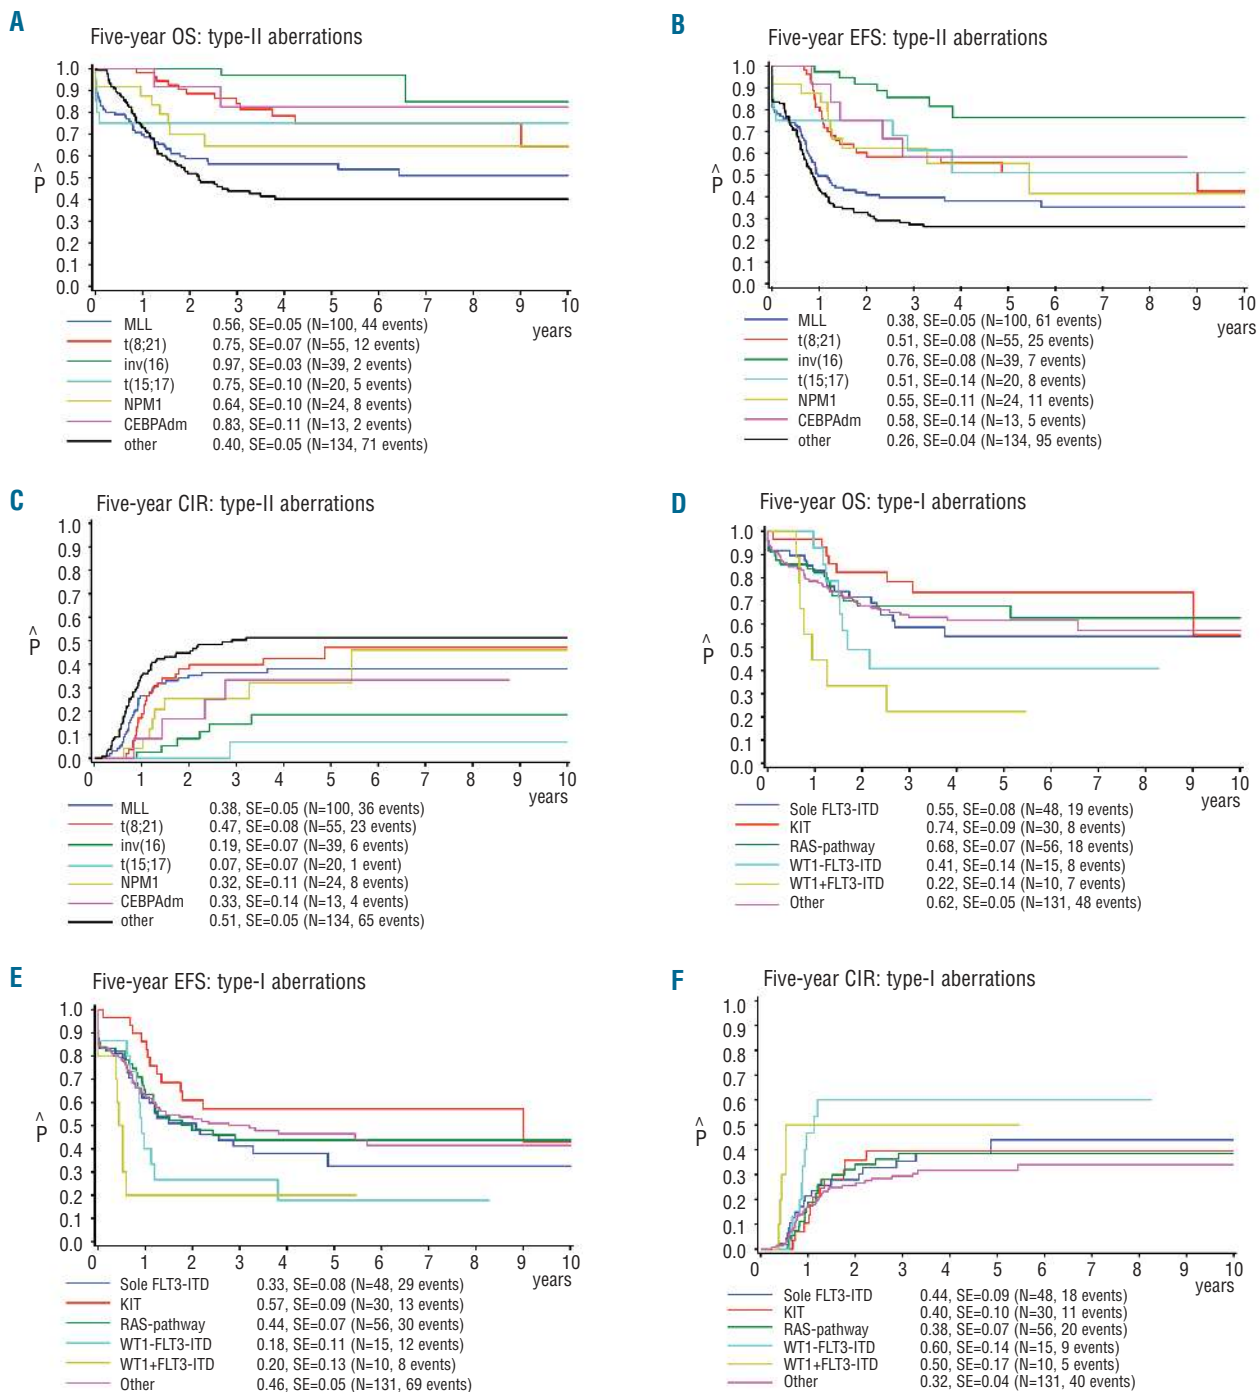 A
Five-year OS: type-II aberrations
1.0
0.9
0.8
0.7
0.6
0.5
0.4
0.3
0.2
0.1
0.0
^
P
0 1 2 3 4 5 6 7 8 9 10
years
MLL 0.56, SE=0.05 (N=100, 44 events)
t(8;21) 0.75, SE=0.07 (N=55, 12 events)
inv(16) 0.97, SE=0.03 (N=39, 2 events)
t(15;17) 0.75, SE=0.10 (N=20, 5 events)
NPM1 0.64, SE=0.10 (N=24, 8 events)
CEBPAdm 0.83, SE=0.11 (N=13, 2 events)
other 0.40, SE=0.05 (N=134, 71 events)
B
Five-year EFS: type-II aberrations
1.0
0.9
0.8
0.7
0.6
0.5
0.4
0.3
0.2
0.1
0.0
^
P
0 1 2 3 4 5 6 7 8 9 10
years
MLL 0.38, SE=0.05 (N=100, 61 events)
t(8;21) 0.51, SE=0.08 (N=55, 25 events)
inv(16) 0.76, SE=0.08 (N=39, 7 events)
t(15;17) 0.51, SE=0.14 (N=20, 8 events)
NPM1 0.55, SE=0.11 (N=24, 11 events)
CEBPAdm 0.58, SE=0.14 (N=13, 5 events)
other 0.26, SE=0.04 (N=134, 95 events)
C
Five-year CIR: type-II aberrations
1.0
0.9
0.8
0.7
0.6
0.5
0.4
0.3
0.2
0.1
0.0
^
P
0 1 2 3 4 5 6 7 8 9 10
years
MLL 0.38, SE=0.05 (N=100, 36 events)
t(8;21) 0.47, SE=0.08 (N=55, 23 events)
inv(16) 0.19, SE=0.07 (N=39, 6 events)
t(15;17) 0.07, SE=0.07 (N=20, 1 event)
NPM1 0.32, SE=0.11 (N=24, 8 events)
CEBPAdm 0.33, SE=0.14 (N=13, 4 events)
other 0.51, SE=0.05 (N=134, 65 events)
D
Five-year OS: type-I aberrations
1.0
0.9
0.8
0.7
0.6
0.5
0.4
0.3
0.2
0.1
0.0
^
P
0 1 2 3 4 5 6 7 8 9 10
years
Sole FLT3-ITD 0.55, SE=0.08 (N=48, 19 events)
KIT 0.74, SE=0.09 (N=30, 8 events)
RAS-pathway 0.68, SE=0.07 (N=56, 18 events)
WT1-FLT3-ITD 0.41, SE=0.14 (N=15, 8 events)
WT1+FLT3-ITD 0.22, SE=0.14 (N=10, 7 events)
Other 0.62, SE=0.05 (N=131, 48 events)
E
Five-year EFS: type-I aberrations
1.0
0.9
0.8
0.7
0.6
0.5
0.4
0.3
0.2
0.1
0.0
^
P
0 1 2 3 4 5 6 7 8 9 10
years
Sole FLT3-ITD 0.33, SE=0.08 (N=48, 29 events)
KIT 0.57, SE=0.09 (N=30, 13 events)
RAS-pathway 0.44, SE=0.07 (N=56, 30 events)
WT1-FLT3-ITD 0.18, SE=0.11 (N=15, 12 events)
WT1+FLT3-ITD 0.20, SE=0.13 (N=10, 8 events)
Other 0.46, SE=0.05 (N=131, 69 events)
F
Five-year CIR: type-I aberrations
1.0
0.9
0.8
0.7
0.6
0.5
0.4
0.3
0.2
0.1
0.0
^
P
0 1 2 3 4 5 6 7 8 9 10
years
Sole FLT3-ITD 0.44, SE=0.09 (N=48, 18 events)
KIT 0.40, SE=0.10 (N=30, 11 events)
RAS-pathway 0.38, SE=0.07 (N=56, 20 events)
WT1-FLT3-ITD 0.60, SE=0.14 (N=15, 9 events)
WT1+FLT3-ITD 0.50, SE=0.17 (N=10, 5 events)
Other 0.32, SE=0.04 (N=131, 40 events)